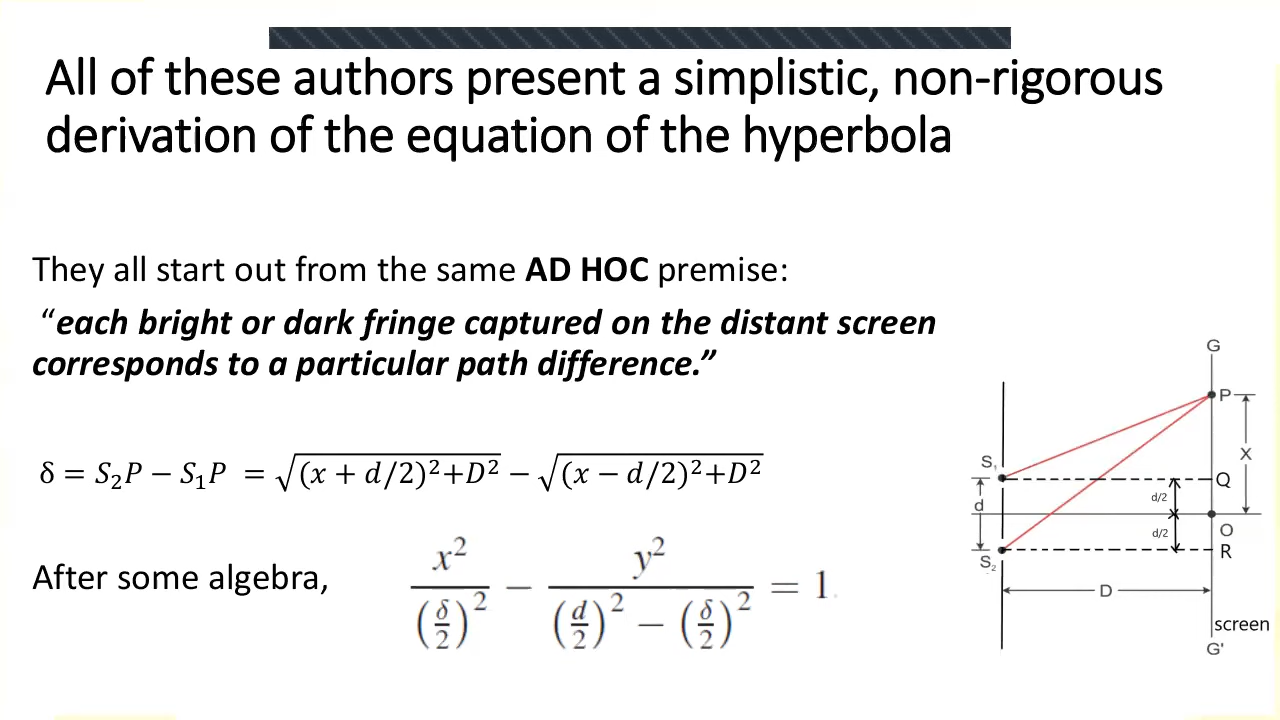 All of these authors present a simplistic, non-rigorous
derivation of the equation of the hyperbola
They all start out from the same AD HOC premise:
“each bright or dark fringe captured on the distant screen
corresponds to a particular path difference.”
δ = 𝑆₂𝑃 − 𝑆₁𝑃 = √((𝑥 + 𝑑/2)²+𝐷²) − √((𝑥 − 𝑑/2)²+𝐷²)
After some algebra,
x²/(δ/2)² − y²/((d/2)² − (δ/2)²) = 1
G
P
X
S₁
Q
d/2
d
O
d/2
R
S₂
D
screen
G'